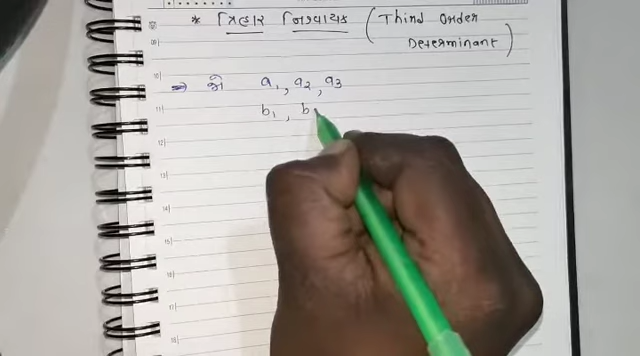 * ત્રિહાર નિશ્ચાયક (Third Order
Determinant)
→ જો a₁, a₂, a₃
b₁, b